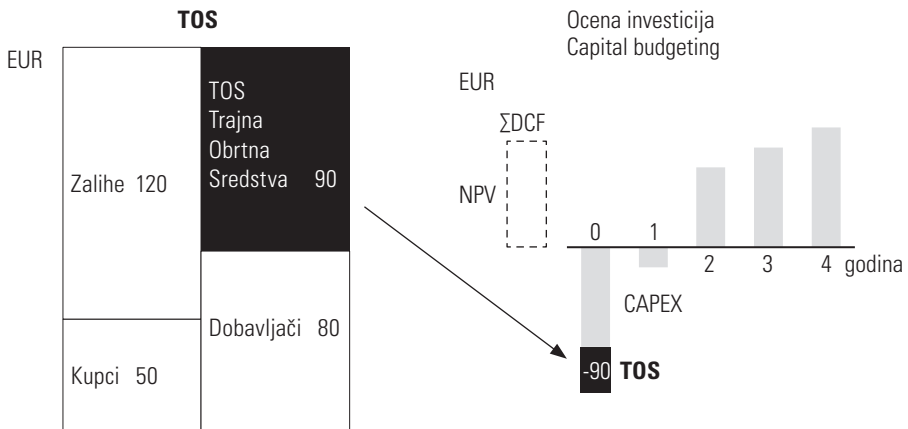 TOS
EUR
TOS
Trajna
Obrtna
Sredstva 90
Zalihe 120
Dobavljači 80
Kupci 50
Ocena investicija
Capital budgeting
EUR
ΣDCF
NPV
0 1
2 3 4 godina
CAPEX
-90 TOS